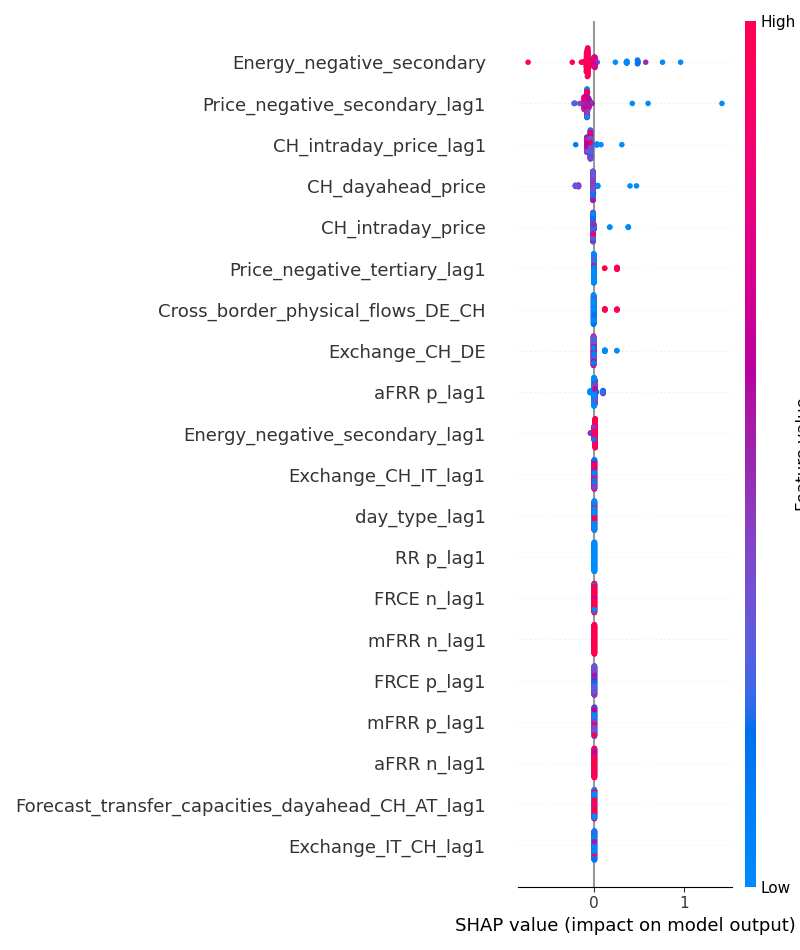 High
Energy_negative_secondary
Price_negative_secondary_lag1
CH_intraday_price_lag1
CH_dayahead_price
CH_intraday_price
Price_negative_tertiary_lag1
Cross_border_physical_flows_DE_CH
Exchange_CH_DE
aFRR p_lag1
Energy_negative_secondary_lag1
Exchange_CH_IT_lag1
day_type_lag1
RR p_lag1
FRCE n_lag1
mFRR n_lag1
FRCE p_lag1
mFRR p_lag1
aFRR n_lag1
Forecast_transfer_capacities_dayahead_CH_AT_lag1
Exchange_IT_CH_lag1
Low
0 1
SHAP value (impact on model output)